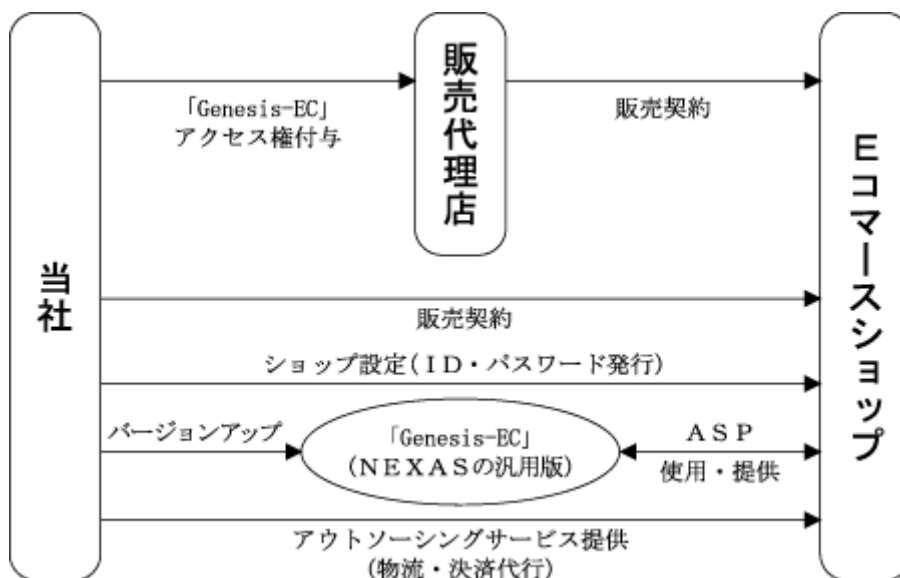 当社
販売代理店
Eコマースショップ
「Genesis-EC」
アクセス権付与
販売契約
販売契約
ショップ設定(ID・パスワード発行)
バージョンアップ
「Genesis-EC」
(NEXASの汎用版)
ASP
使用・提供
アウトソーシングサービス提供
(物流・決済代行)